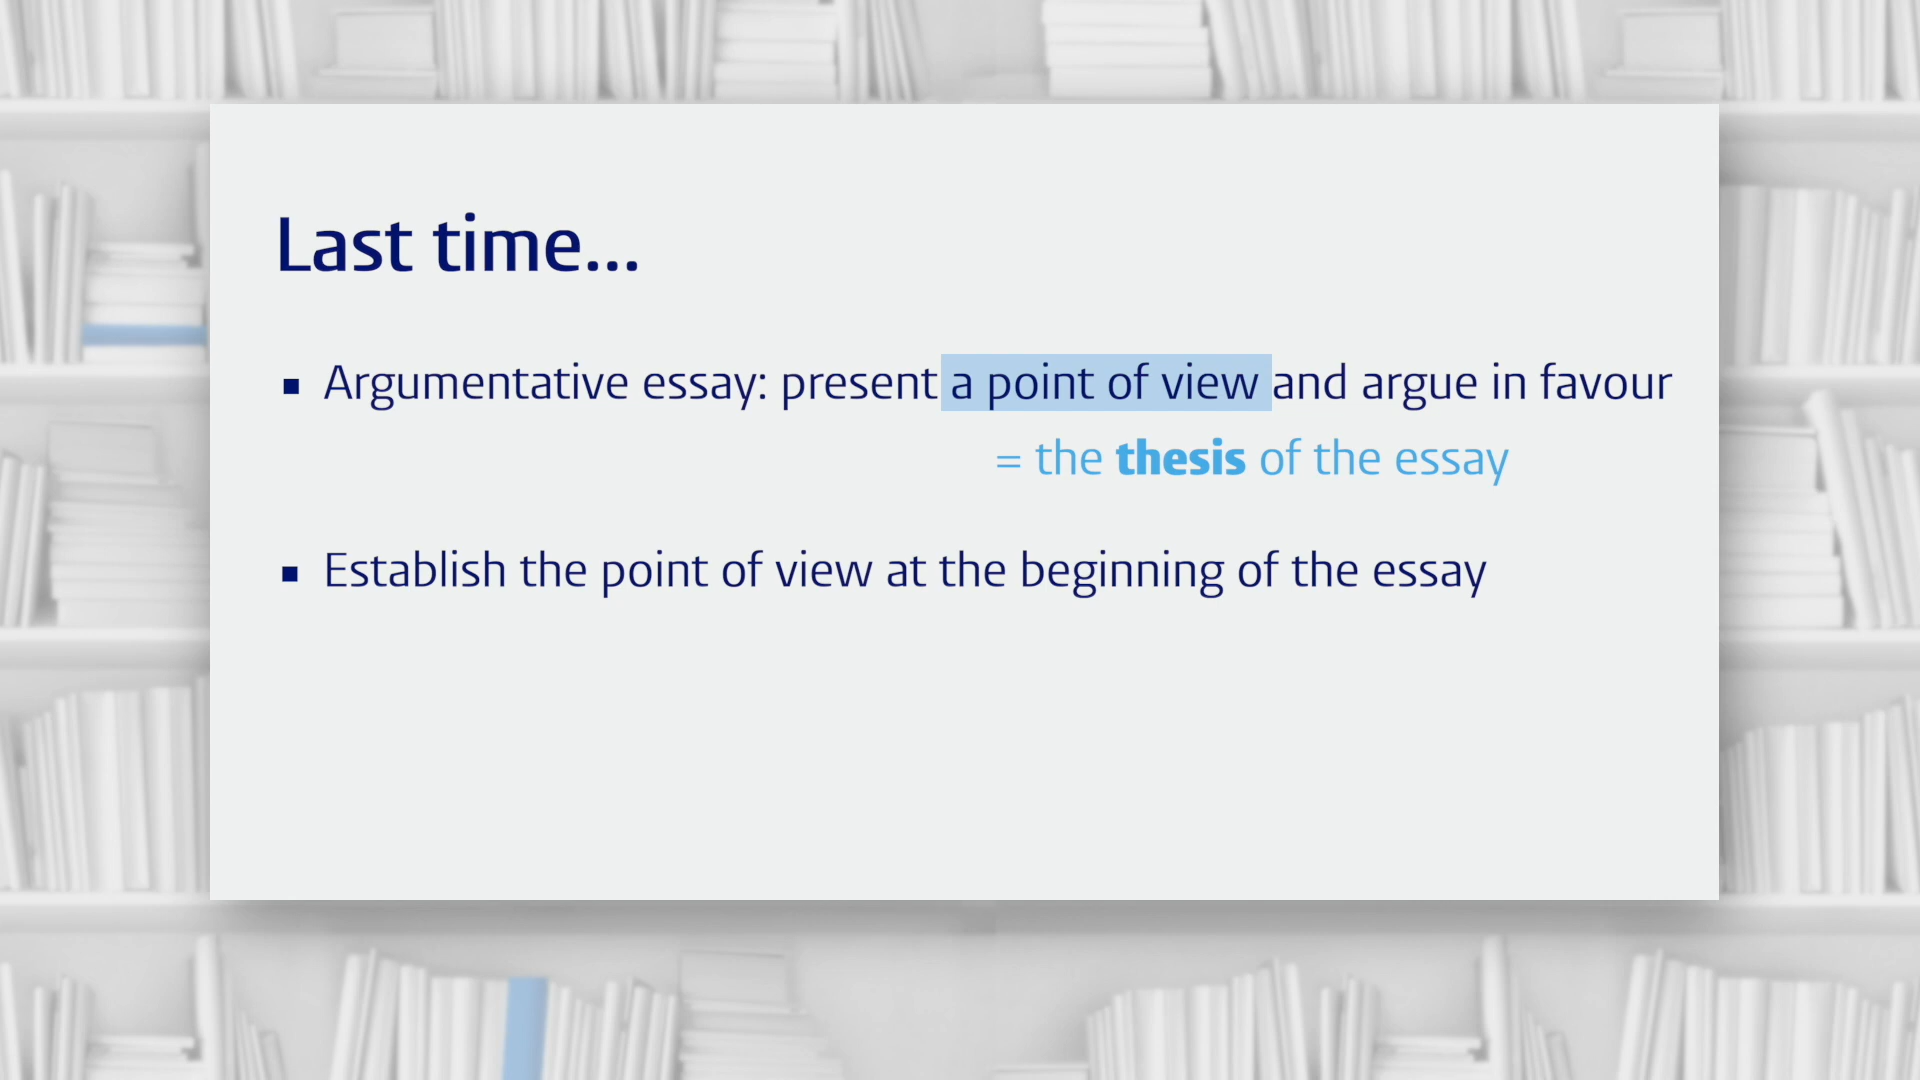 Last time...
▪ Argumentative essay: present a point of view and argue in favour
= the thesis of the essay
▪ Establish the point of view at the beginning of the essay